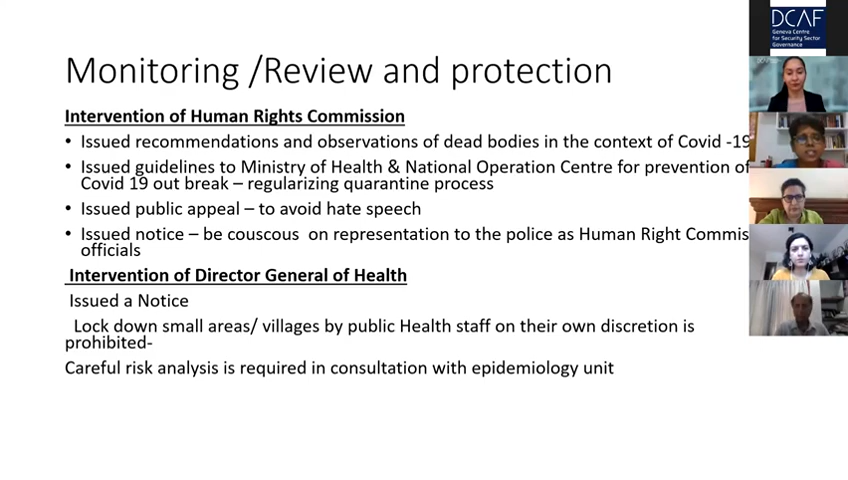 Monitoring /Review and protection
Intervention of Human Rights Commission
• Issued recommendations and observations of dead bodies in the context of Covid -19
• Issued guidelines to Ministry of Health & National Operation Centre for prevention of
Covid 19 out break – regularizing quarantine process
• Issued public appeal – to avoid hate speech
• Issued notice – be couscous on representation to the police as Human Right Commis
officials
Intervention of Director General of Health
Issued a Notice
Lock down small areas/ villages by public Health staff on their own discretion is
prohibited-
Careful risk analysis is required in consultation with epidemiology unit
DCAF
Geneva Centre
for Security Sector
Governance